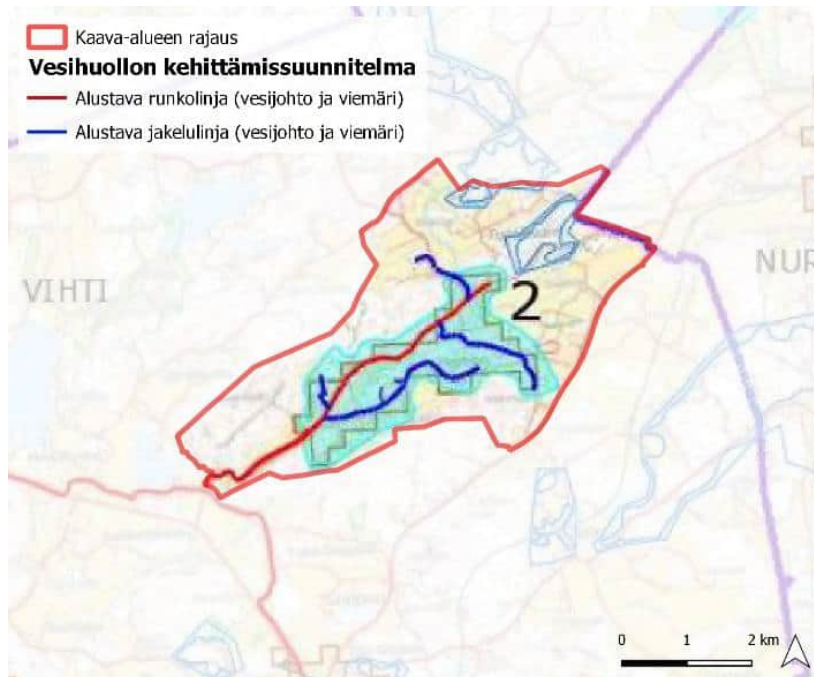 Kaava-alueen rajaus
Vesihuollon kehittämissuunnitelma
Alustava runkolinja (vesijohto ja viemäri)
Alustava jakelulinja (vesijohto ja viemäri)
VIHTI
NUR
2
0 1 2 km